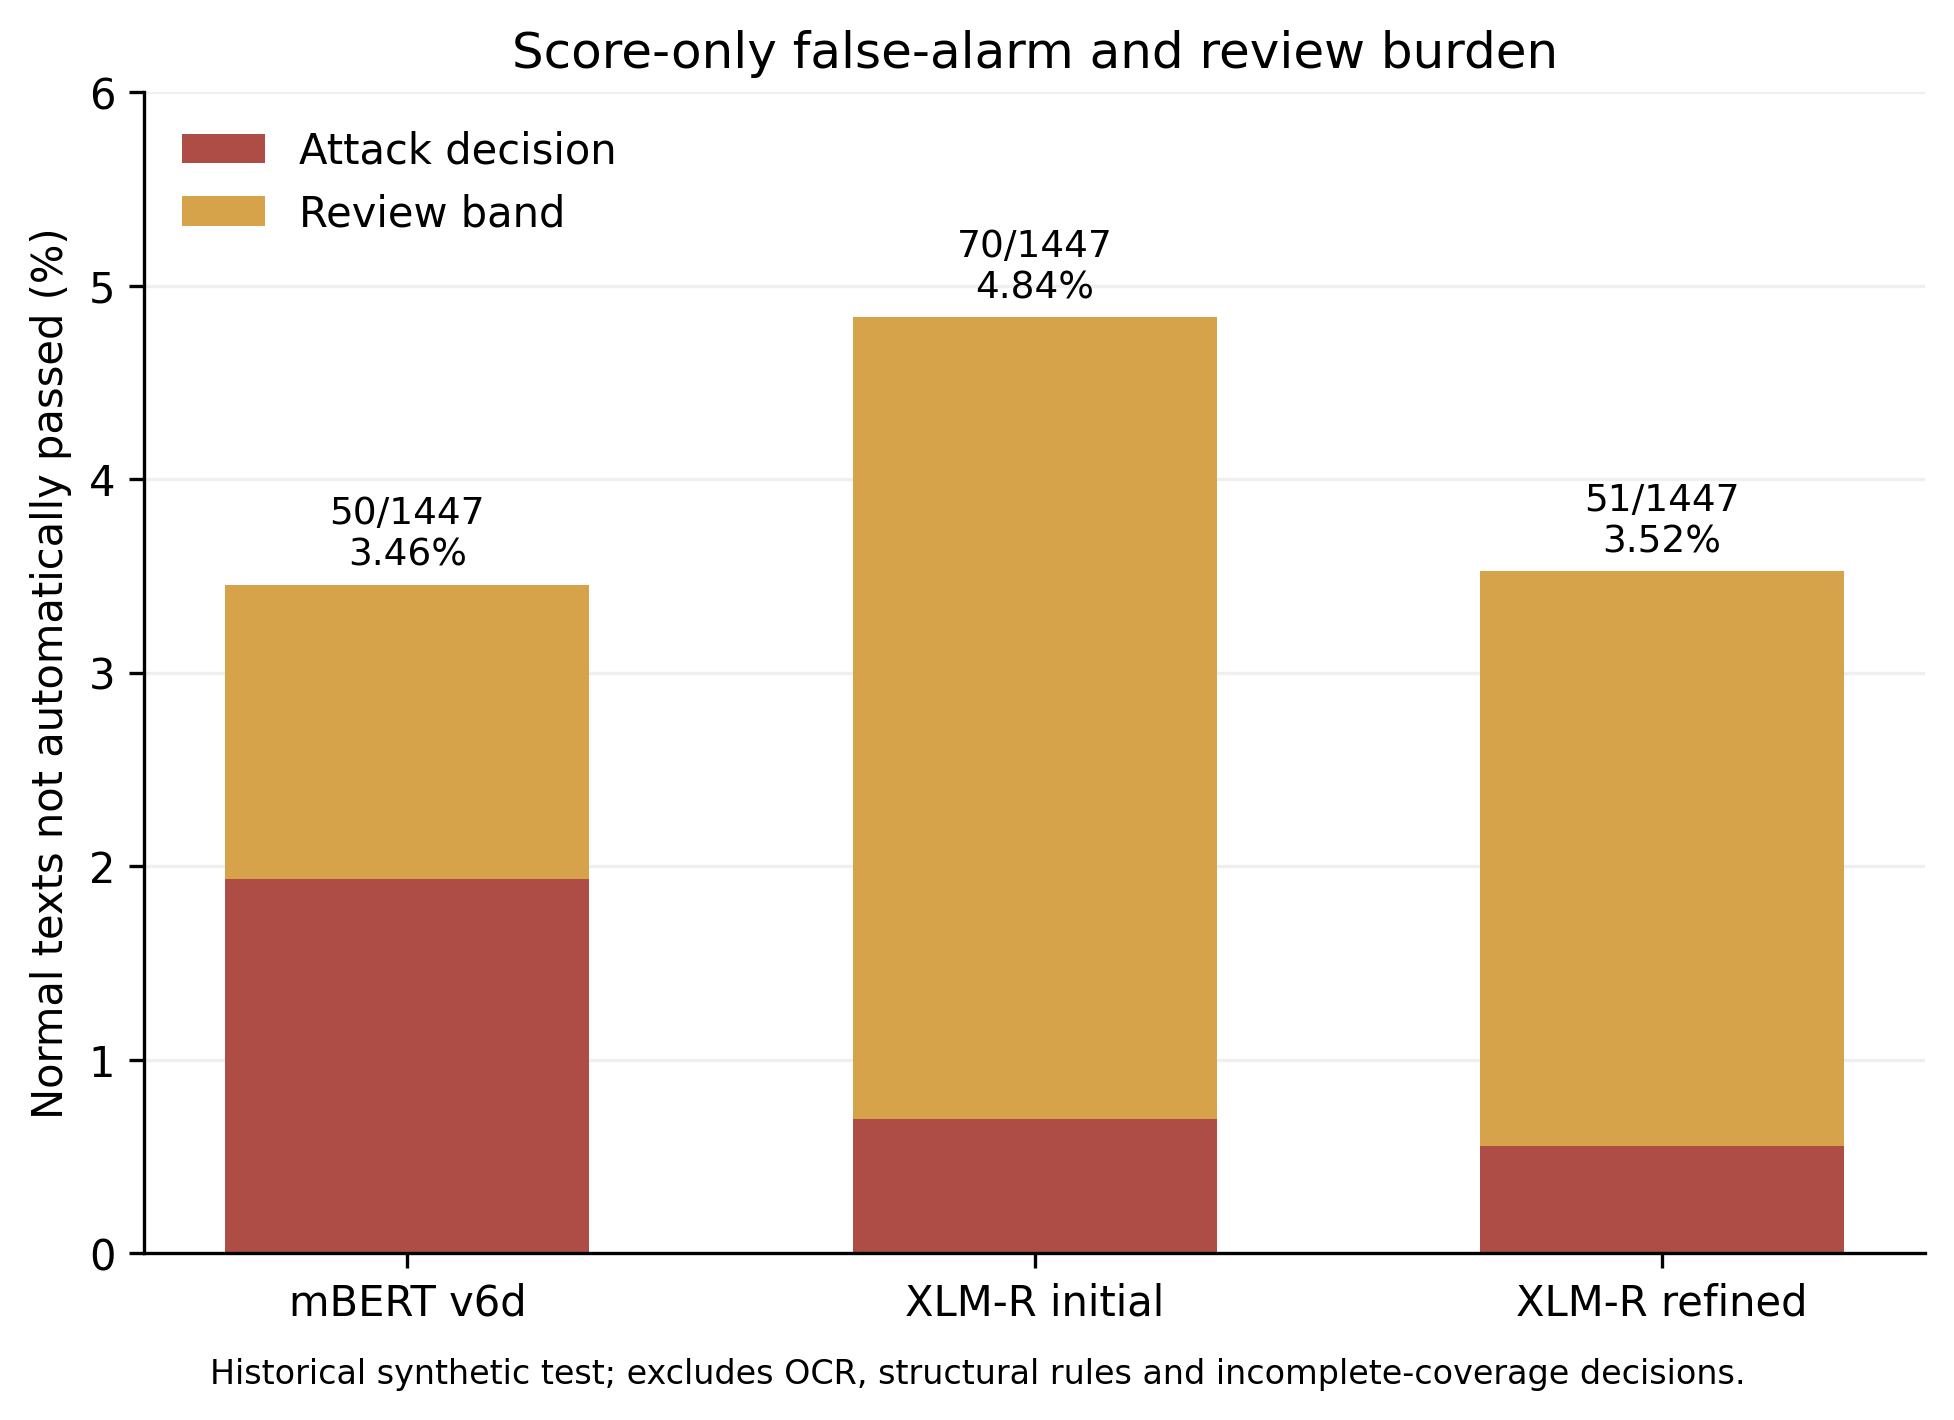 Score-only false-alarm and review burden
Normal texts not automatically passed (%)
6
5
4
3
2
1
0
Attack decision
Review band
50/1447
3.46%
70/1447
4.84%
51/1447
3.52%
mBERT v6d
XLM-R initial
XLM-R refined
Historical synthetic test; excludes OCR, structural rules and incomplete-coverage decisions.